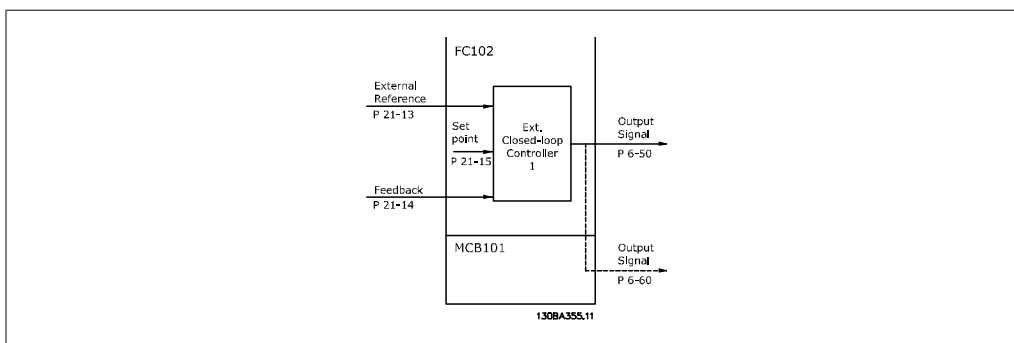 FC102
External
Reference
P 21-13
Set
point
P 21-15
Ext.
Closed-loop
Controller
1
Output
Signal
P 6-50
Feedback
P 21-14
MCB101
Output
Signal
P 6-60
130BA355.11